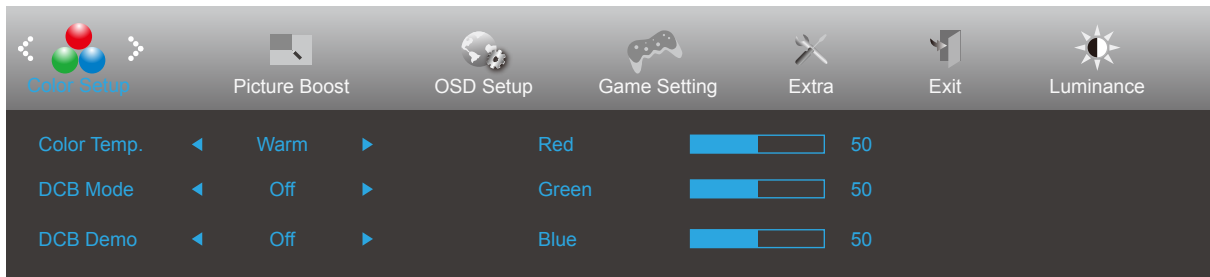 Color Setup
Picture Boost
OSD Setup
Game Setting
Extra
Exit
Luminance
Color Temp. Warm Red 50
DCB Mode Off Green 50
DCB Demo Off Blue 50